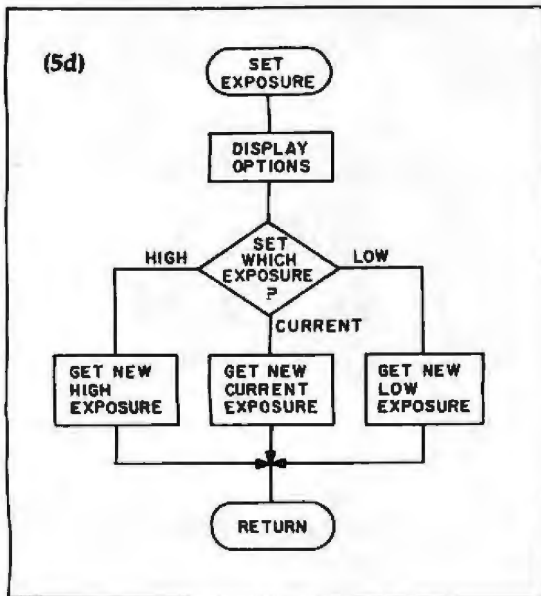 (5d)
SET
EXPOSURE
DISPLAY
OPTIONS
SET
WHICH
EXPOSURE
?
HIGH
LOW
CURRENT
GET NEW
HIGH
EXPOSURE
GET NEW
CURRENT
EXPOSURE
GET NEW
LOW
EXPOSURE
RETURN